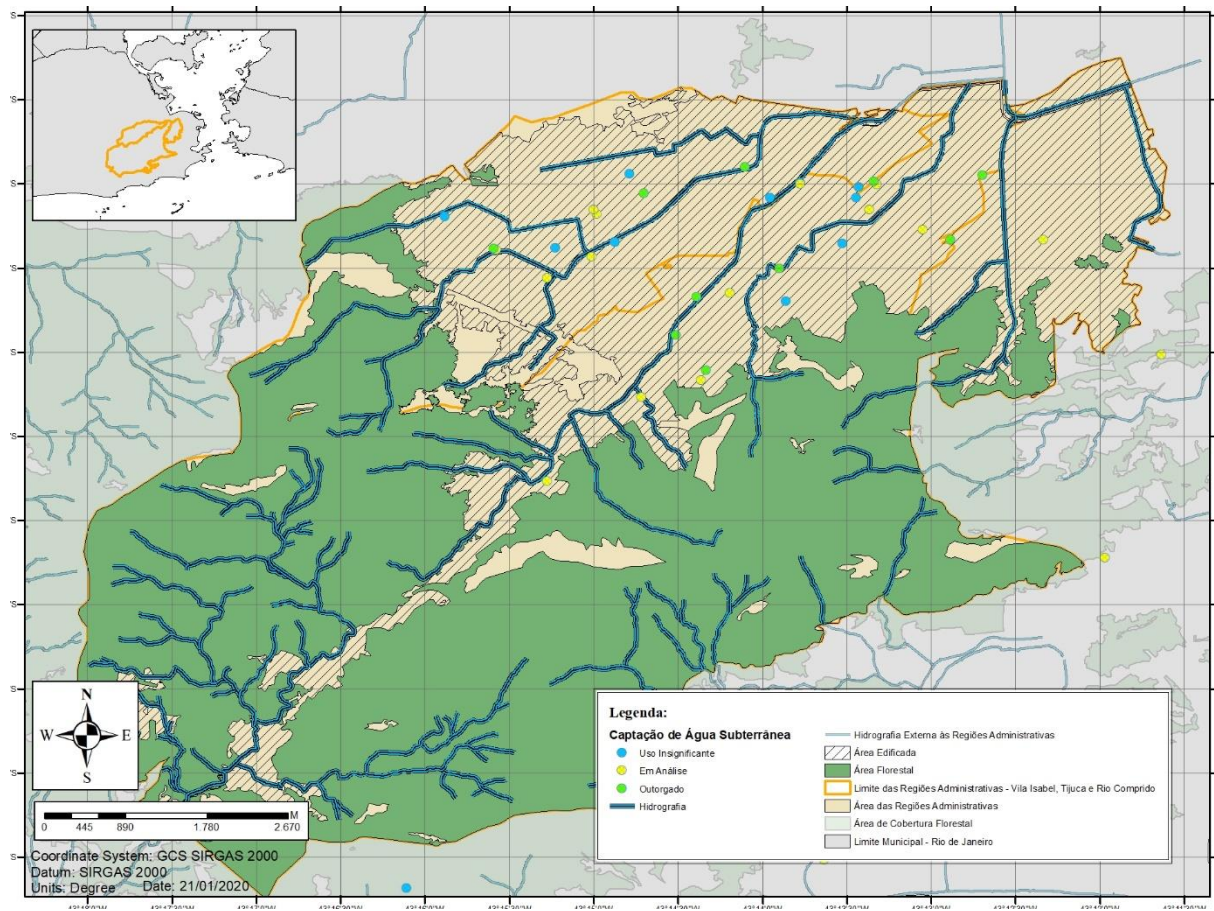 N
W E
S
M
0 445 890 1.780 2.670
Coordinate System: GCS SIRGAS 2000
Datum: SIRGAS 2000
Units: Degree Date: 21/01/2020
Legenda:
Captação de Água Subterrânea
Uso Insignificante
Em Análise
Outorgado
Hidrografia
Hidrografia Externa às Regiões Administrativas
Área Edificada
Área Florestal
Limite das Regiões Administrativas - Vila Isabel, Tijuca e Rio Comprido
Área das Regiões Administrativas
Área de Cobertura Florestal
Limite Municipal - Rio de Janeiro